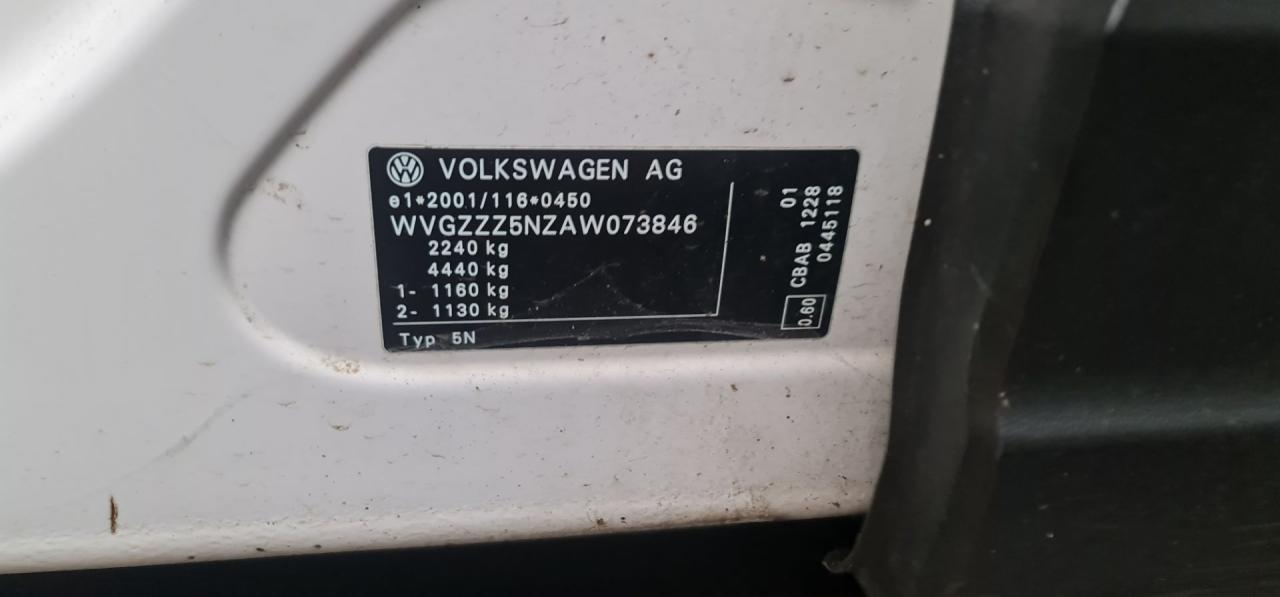 VOLKSWAGEN AG
e1*2001/116*0450
WVGZZZ5NZAW073846
2240 kg
4440 kg
1- 1160 kg
2- 1130 kg
Typ 5N
01
CBAB 1228
0445118
0.60